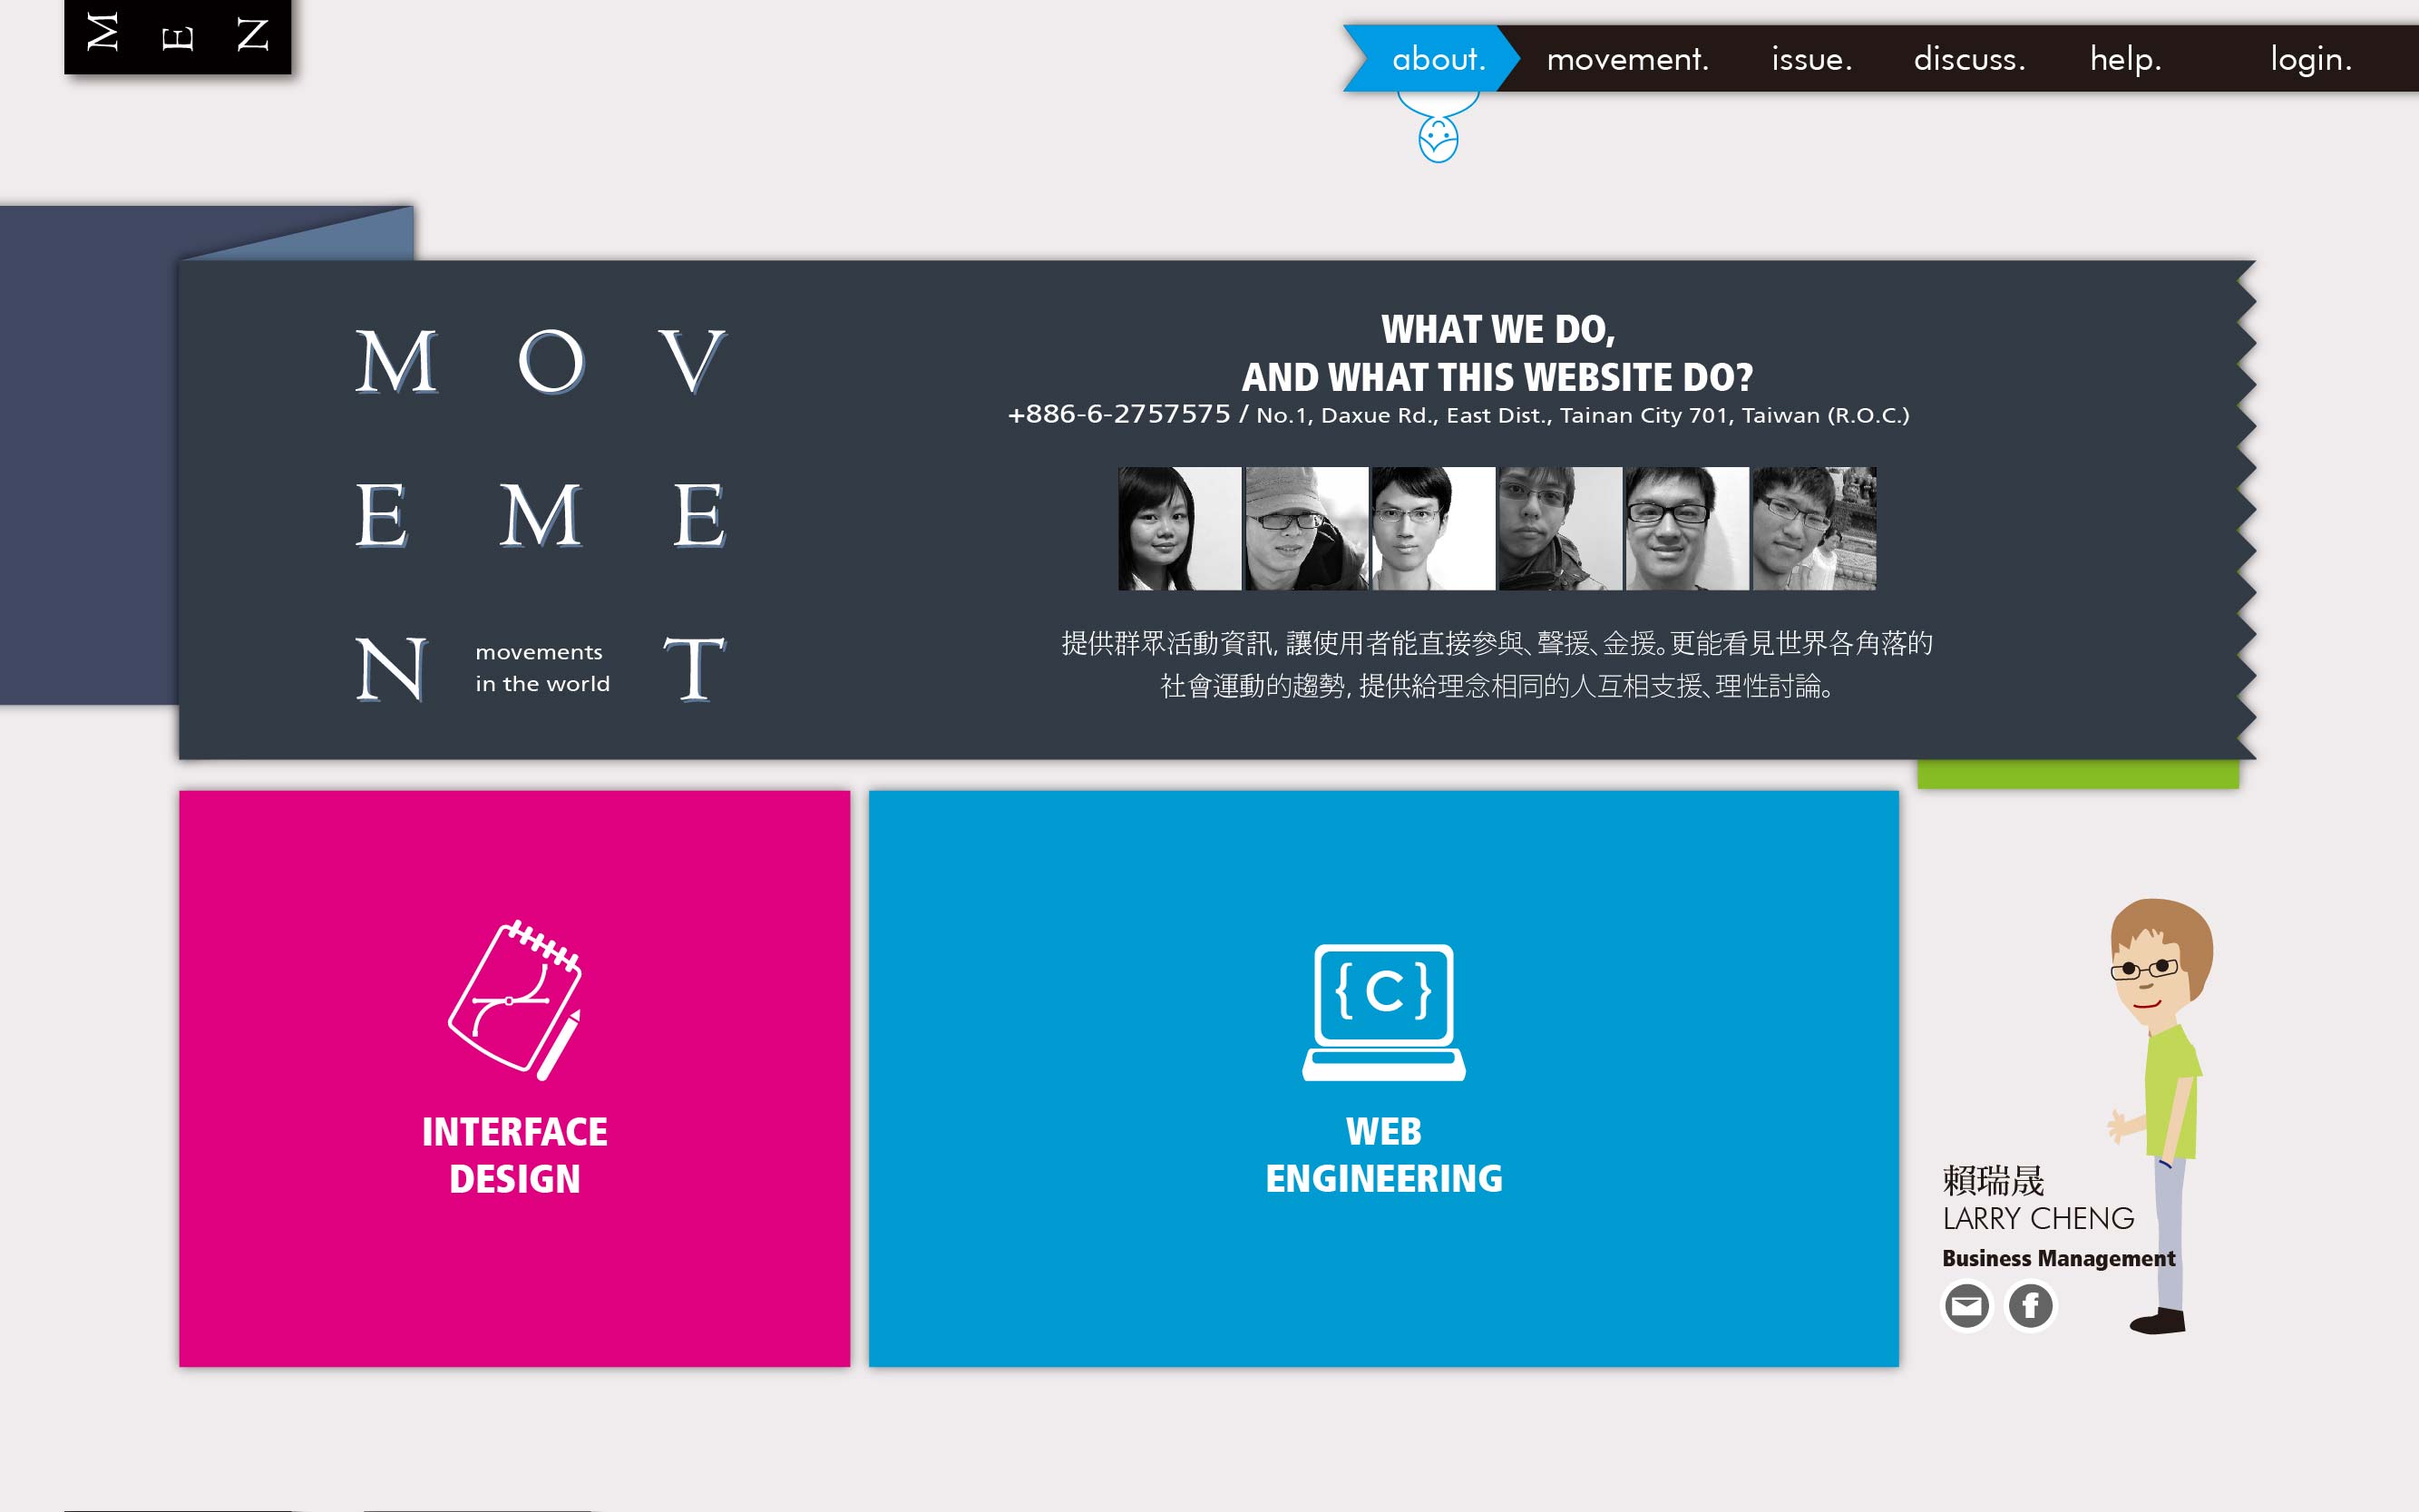 M E N
about. movement. issue. discuss. help. login.
M O V
E M E
N T
movements
in the world
WHAT WE DO,
AND WHAT THIS WEBSITE DO?
+886-6-2757575 / No.1, Daxue Rd., East Dist., Tainan City 701, Taiwan (R.O.C.)
提供群眾活動資訊, 讓使用者能直接參與、聲援、金援。更能看見世界各角落的
社會運動的趨勢, 提供給理念相同的人互相支援、理性討論。
INTERFACE
DESIGN
{C}
WEB
ENGINEERING
賴瑞晟
LARRY CHENG
Business Management
f